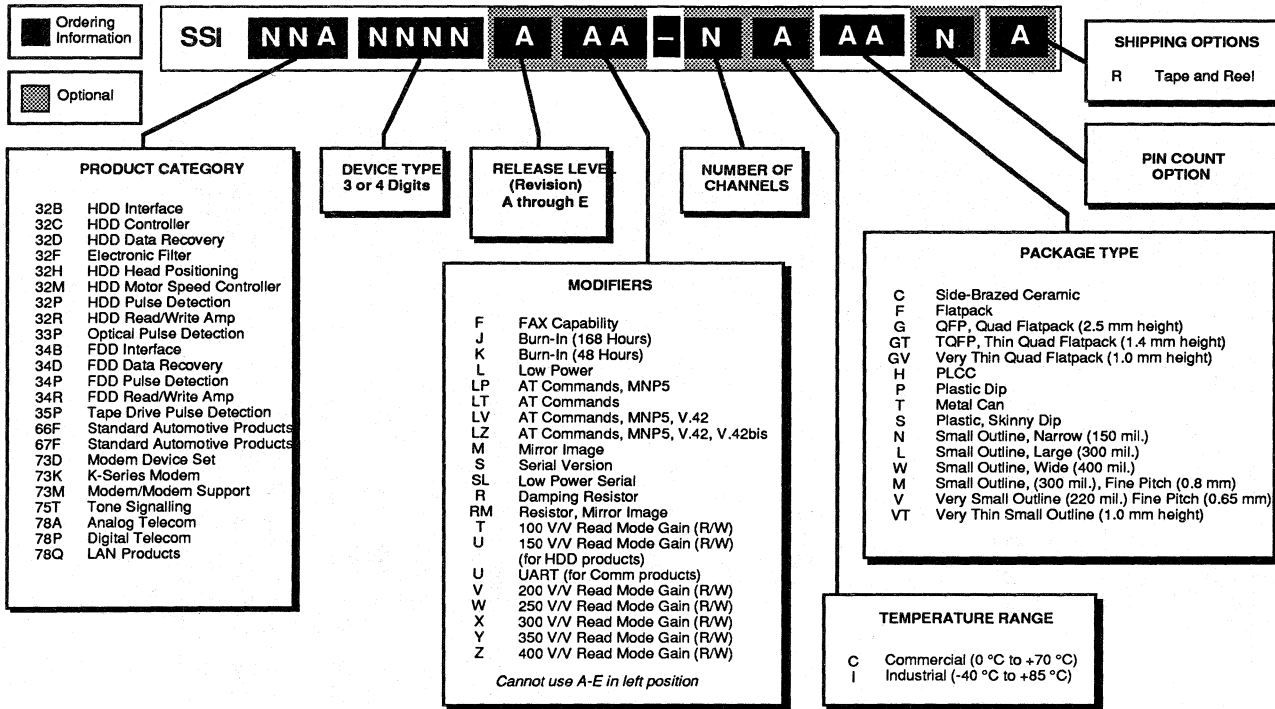 Ordering
Information
Optional
SSI NNA NNNN A AA – N A AA N A
SHIPPING OPTIONS
R Tape and Reel
PIN COUNT
OPTION
PRODUCT CATEGORY
32B HDD Interface
32C HDD Controller
32D HDD Data Recovery
32F Electronic Filter
32H HDD Head Positioning
32M HDD Motor Speed Controller
32P HDD Pulse Detection
32R HDD Read/Write Amp
33P Optical Pulse Detection
34B FDD Interface
34D FDD Data Recovery
34P FDD Pulse Detection
34R FDD Read/Write Amp
35P Tape Drive Pulse Detection
66F Standard Automotive Products
67F Standard Automotive Products
73D Modem Device Set
73K K-Series Modem
73M Modem/Modem Support
75T Tone Signalling
78A Analog Telecom
78P Digital Telecom
78Q LAN Products
DEVICE TYPE
3 or 4 Digits
RELEASE LEVEL
(Revision)
A through E
NUMBER OF
CHANNELS
MODIFIERS
F FAX Capability
J Burn-In (168 Hours)
K Burn-In (48 Hours)
L Low Power
LP AT Commands, MNP5
LT AT Commands
LV AT Commands, MNP5, V.42
LZ AT Commands, MNP5, V.42, V.42bis
M Mirror Image
S Serial Version
SL Low Power Serial
R Damping Resistor
RM Resistor, Mirror Image
T 100 V/V Read Mode Gain (R/W)
U 150 V/V Read Mode Gain (R/W)
(for HDD products)
U UART (for Comm products)
V 200 V/V Read Mode Gain (R/W)
W 250 V/V Read Mode Gain (R/W)
X 300 V/V Read Mode Gain (R/W)
Y 350 V/V Read Mode Gain (R/W)
Z 400 V/V Read Mode Gain (R/W)
Cannot use A-E in left position
PACKAGE TYPE
C Side-Brazed Ceramic
F Flatpack
G QFP, Quad Flatpack (2.5 mm height)
GT TQFP, Thin Quad Flatpack (1.4 mm height)
GV Very Thin Quad Flatpack (1.0 mm height)
H PLCC
P Plastic Dip
T Metal Can
S Plastic, Skinny Dip
N Small Outline, Narrow (150 mil.)
L Small Outline, Large (300 mil.)
W Small Outline, Wide (400 mil.)
M Small Outline, (300 mil.), Fine Pitch (0.8 mm)
V Very Small Outline (220 mil.) Fine Pitch (0.65 mm)
VT Very Thin Small Outline (1.0 mm height)
TEMPERATURE RANGE
C Commercial (0 °C to +70 °C)
I Industrial (-40 °C to +85 °C)